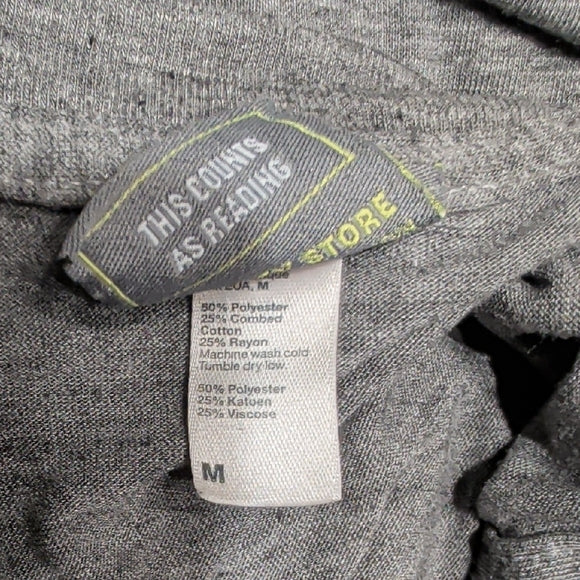 THIS COUNTS
AS READING
STORE
M
50% Polyester
25% Combed
Cotton
25% Rayon
Machine wash cold
Tumble dry low.
50% Polyester
25% Katoen
25% Viscose
M